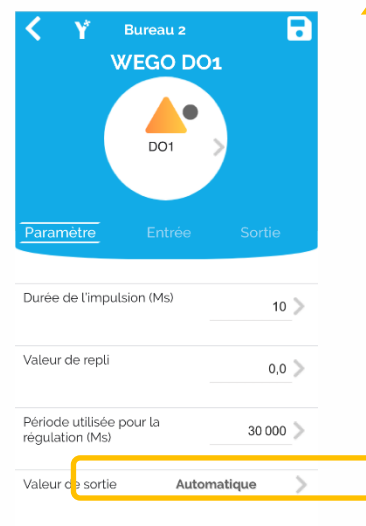 Bureau 2
WEGO DO1
DO1
Paramètre Entrée Sortie
Durée de l'impulsion (Ms) 10
Valeur de repli 0,0
Période utilisée pour la
régulation (Ms) 30 000
Valeur de sortie Automatique